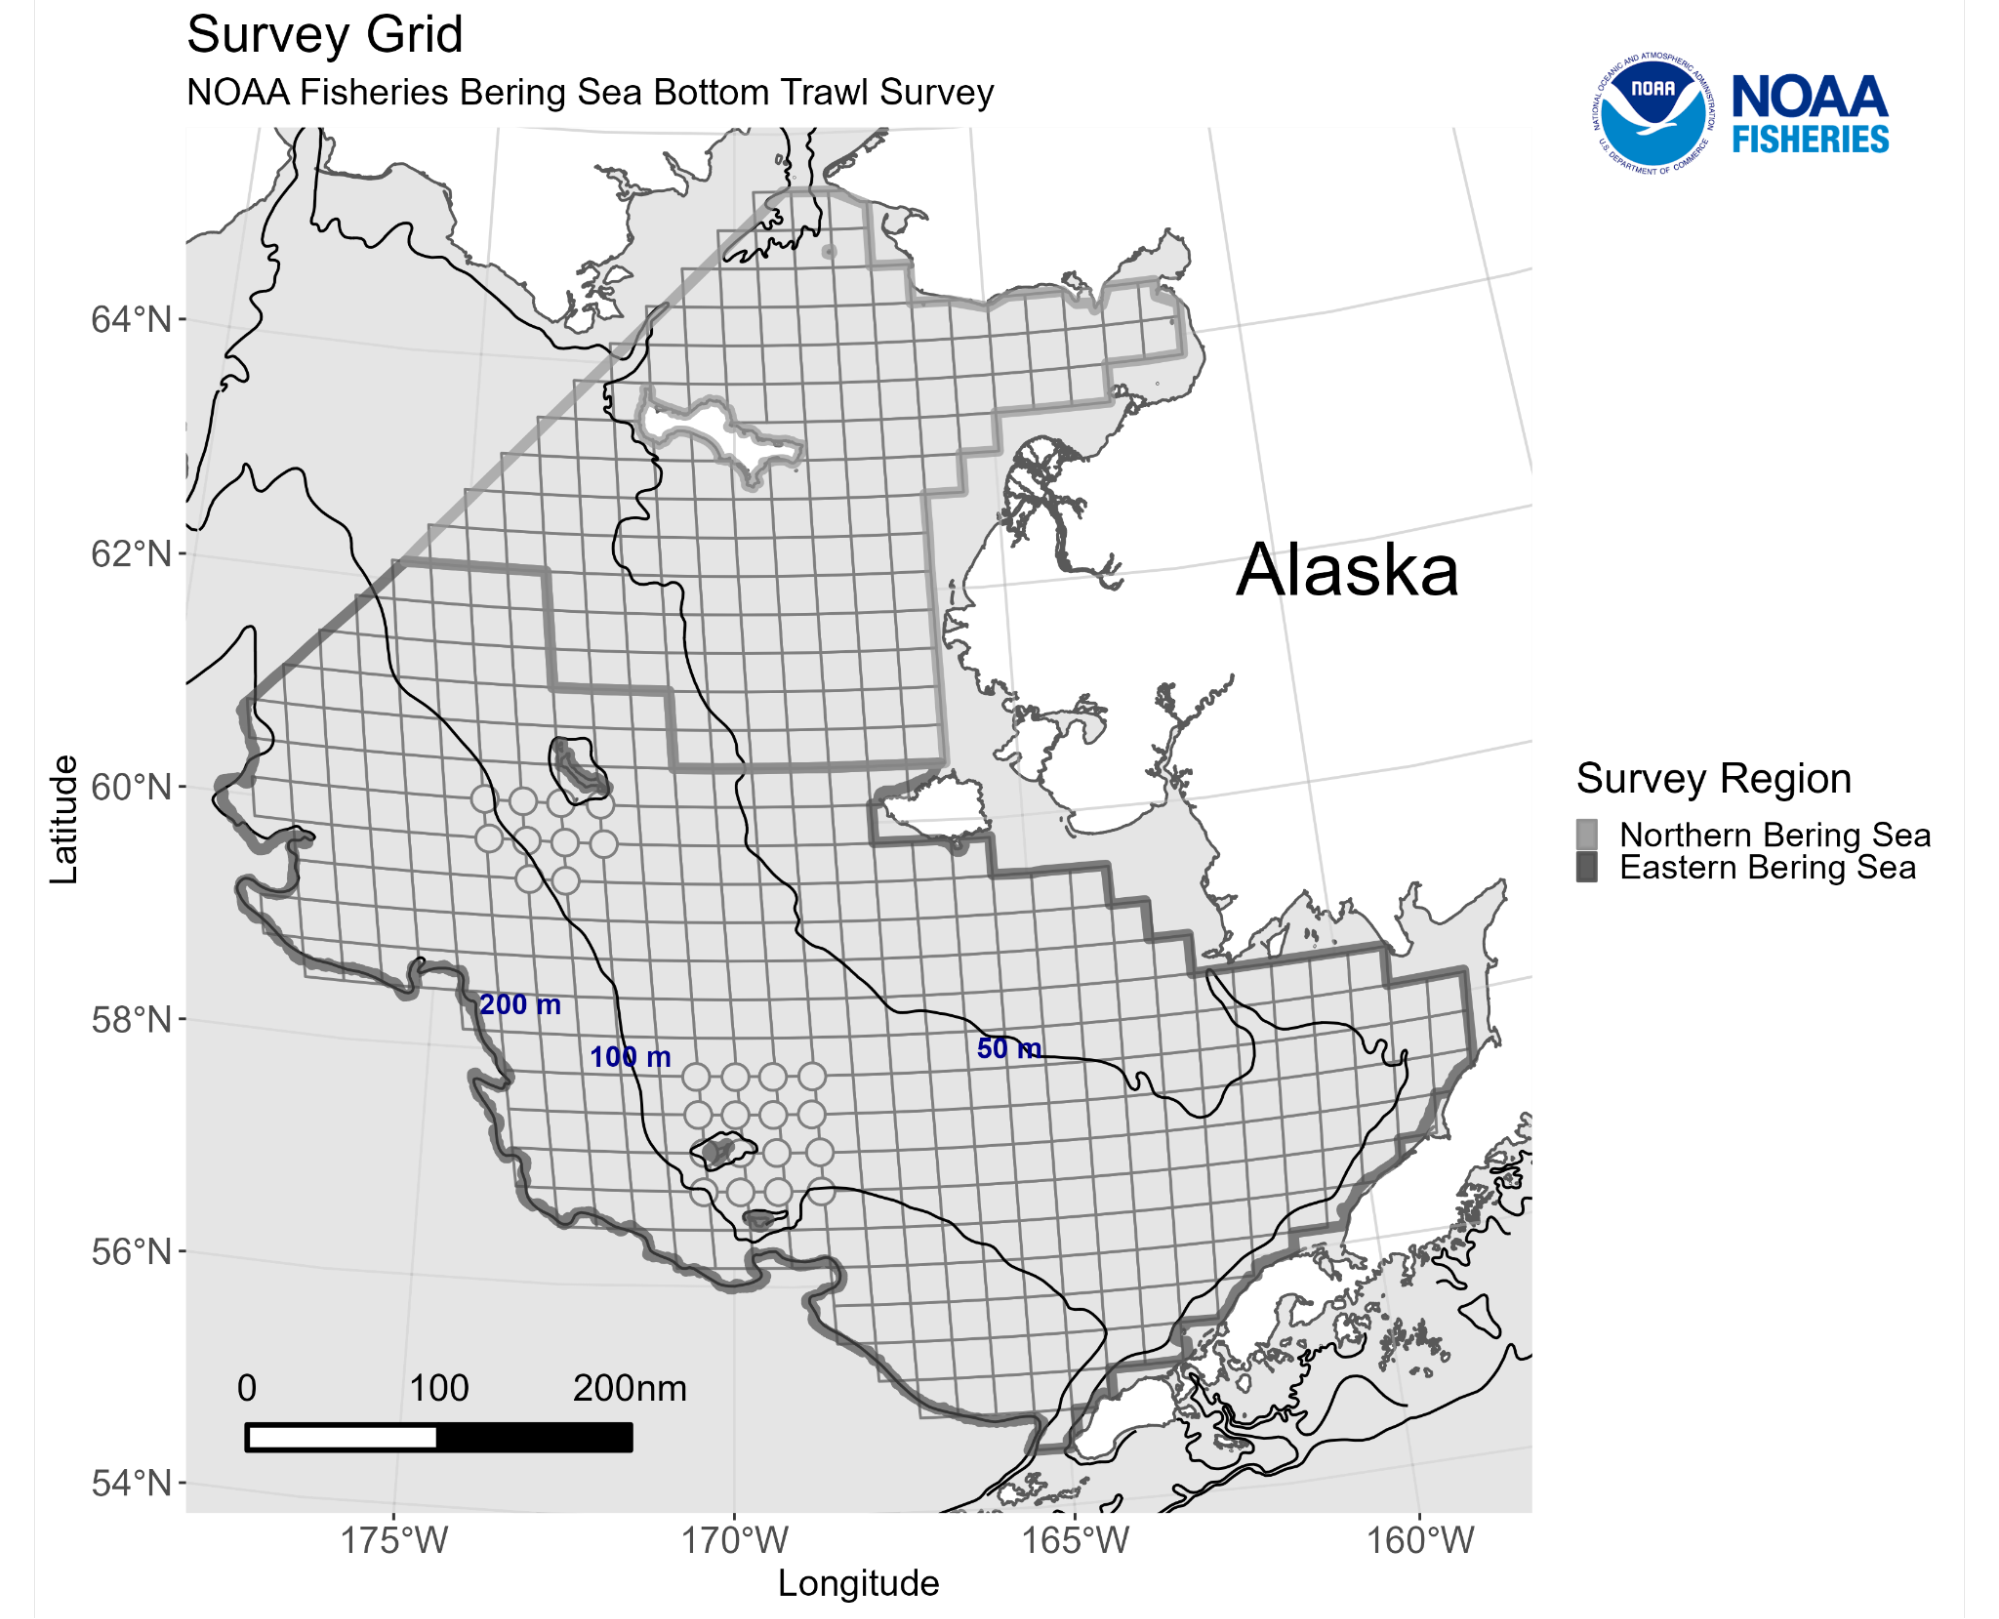 Survey Grid
NOAA Fisheries Bering Sea Bottom Trawl Survey
NATIONAL OCEANIC AND ATMOSPHERIC ADMINISTRATION
NOAA
U.S. DEPARTMENT OF COMMERCE
NOAA
FISHERIES
64°N
62°N
60°N
58°N
56°N
54°N
Latitude
Alaska
200 m
100 m
50 m
0 100 200nm
175°W 170°W 165°W 160°W
Longitude
Survey Region
Northern Bering Sea
Eastern Bering Sea